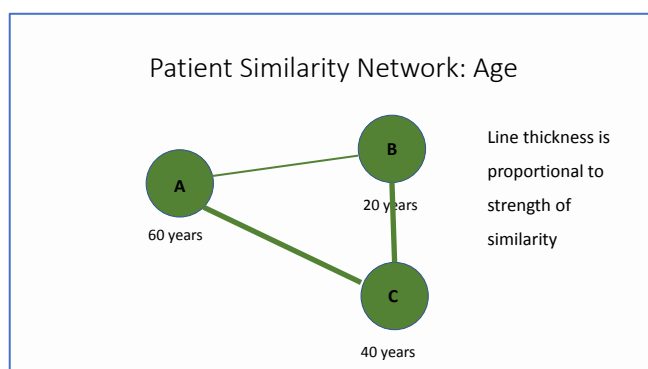 Patient Similarity Network: Age
B
Line thickness is
proportional to
strength of
similarity
A
20 years
60 years
C
40 years